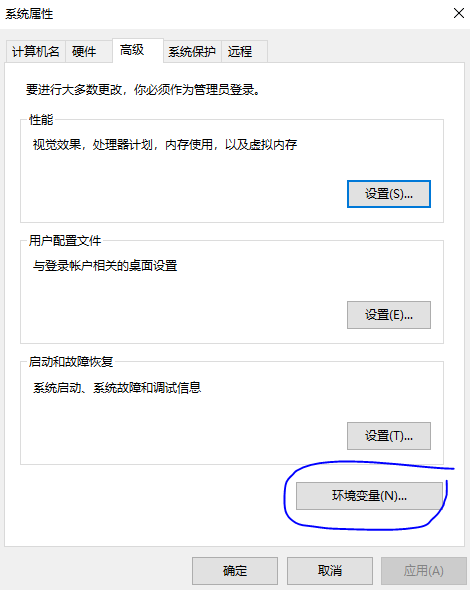 系统属性
计算机名 硬件 高级 系统保护 远程
要进行大多数更改，你必须作为管理员登录。
性能
视觉效果，处理器计划，内存使用，以及虚拟内存
设置(S)...
用户配置文件
与登录帐户相关的桌面设置
设置(E)...
启动和故障恢复
系统启动、系统故障和调试信息
设置(T)...
环境变量(N)...
确定 取消 应用(A)